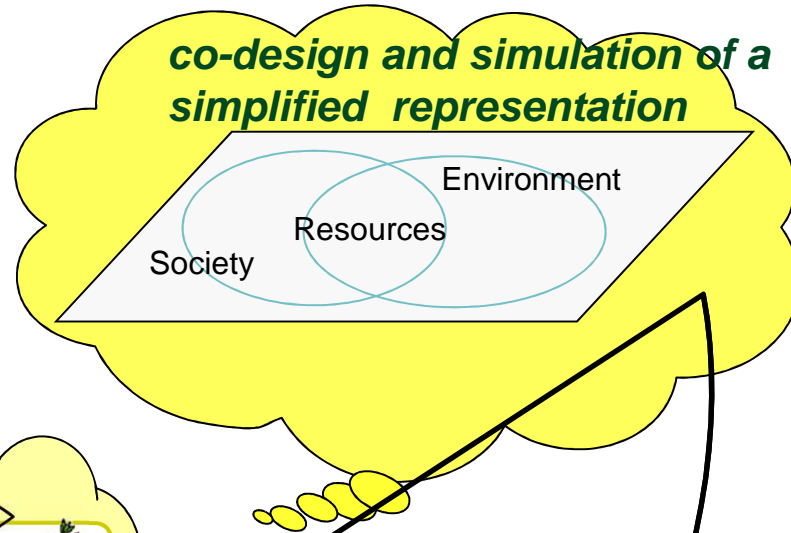 co-design and simulation of a
simplified representation
Environment
Resources
Society